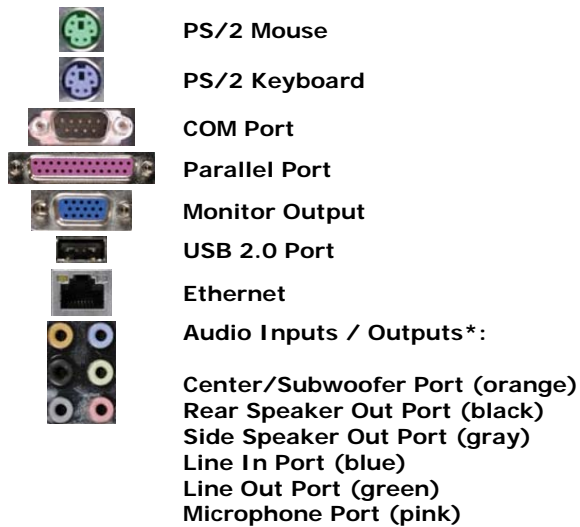 PS/2 Mouse
PS/2 Keyboard
COM Port
Parallel Port
Monitor Output
USB 2.0 Port
Ethernet
Audio Inputs / Outputs*:
Center/Subwoofer Port (orange)
Rear Speaker Out Port (black)
Side Speaker Out Port (gray)
Line In Port (blue)
Line Out Port (green)
Microphone Port (pink)